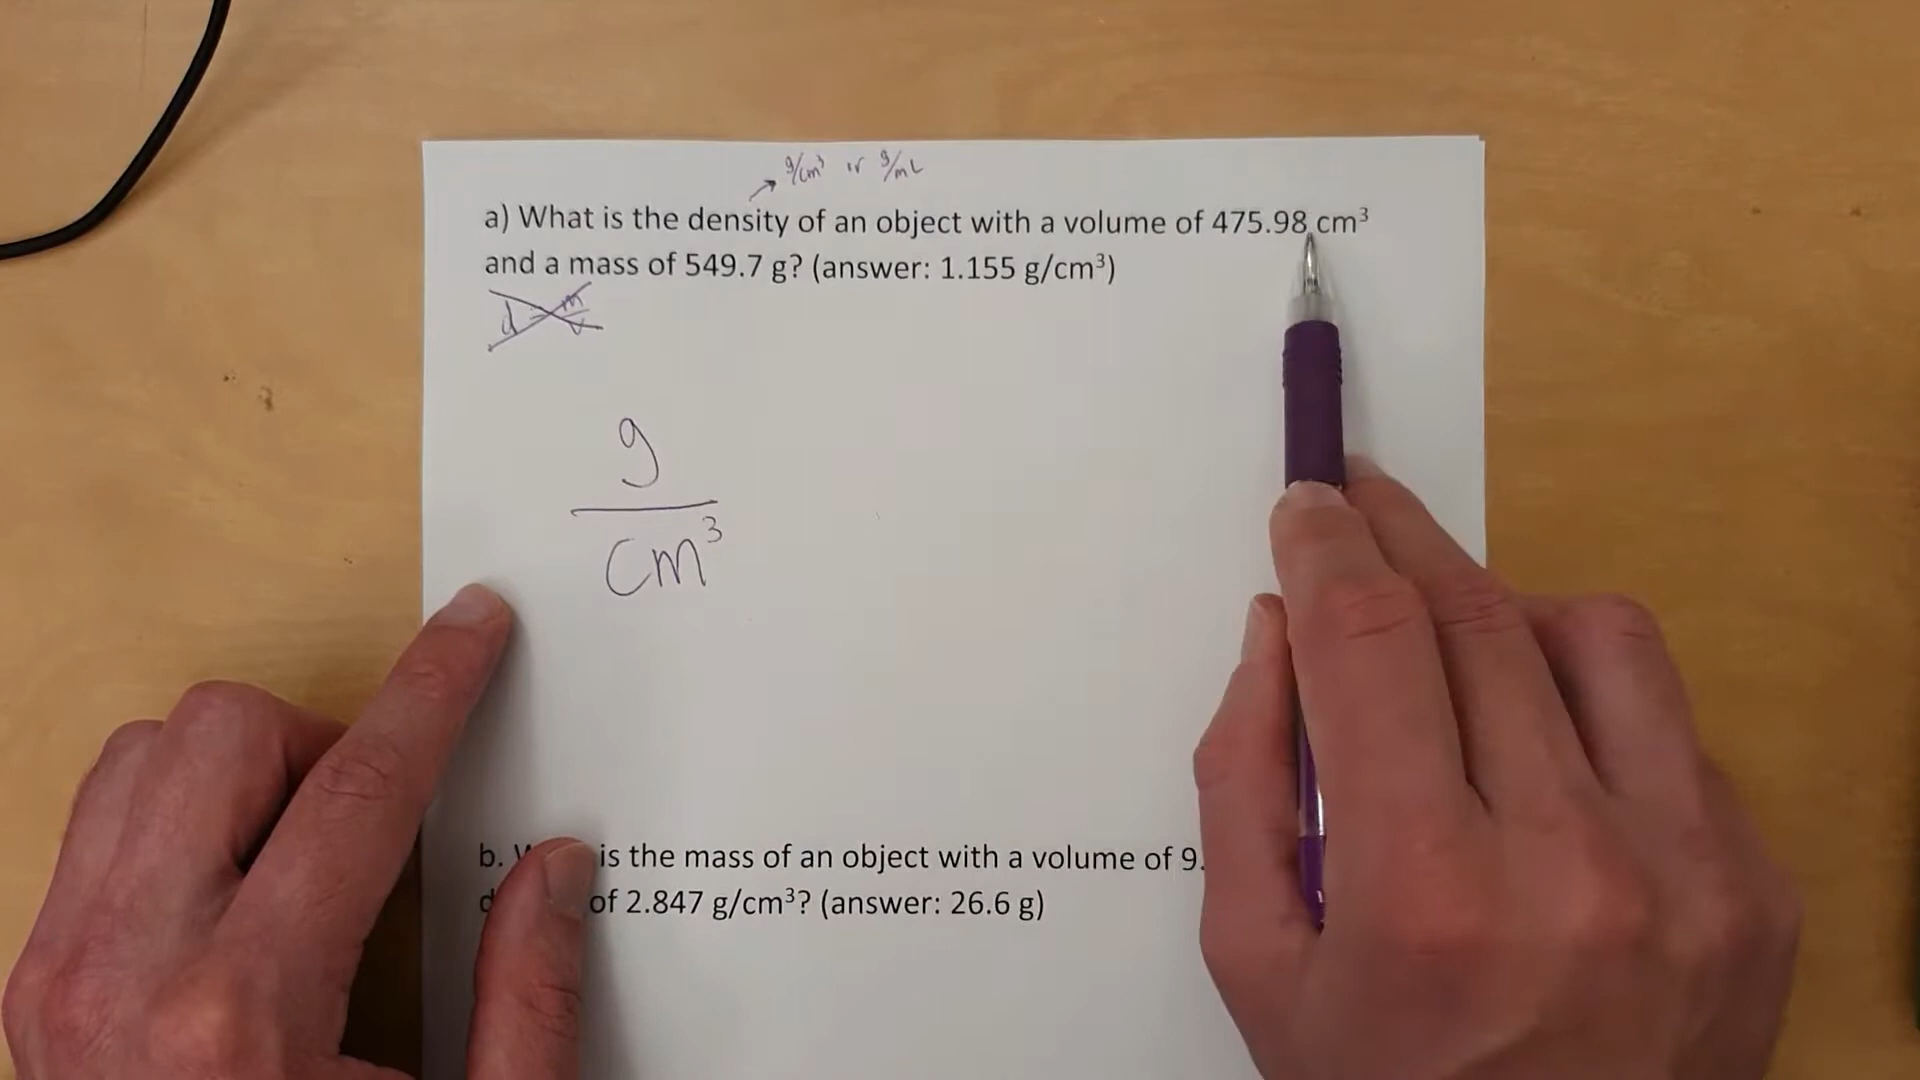 g/cm³ or g/mL
a) What is the density of an object with a volume of 475.98 cm³
and a mass of 549.7 g? (answer: 1.155 g/cm³)
d = m/v
g
cm³
b. is the mass of an object with a volume of 9.
of 2.847 g/cm³? (answer: 26.6 g)